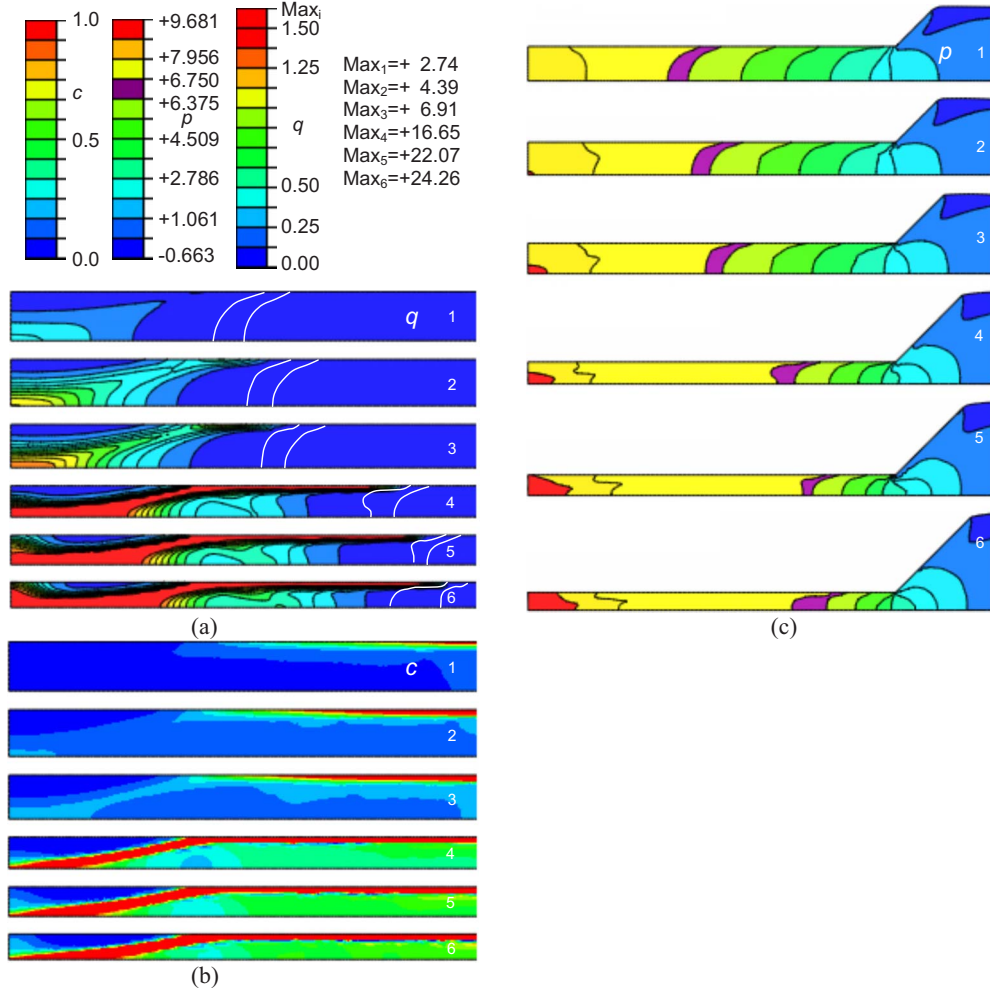 1.0
c
0.5
0.0
+9.681
+7.956
+6.750
+6.375
p
+4.509
+2.786
+1.061
-0.663
Maxᵢ
1.50
1.25
q
0.50
0.25
0.00
Max₁=+ 2.74
Max₂=+ 4.39
Max₃=+ 6.91
Max₄=+16.65
Max₅=+22.07
Max₆=+24.26
q 1
2
3
4
5
6
(a)
c 1
2
3
4
5
6
(b)
p 1
2
3
4
5
6
(c)